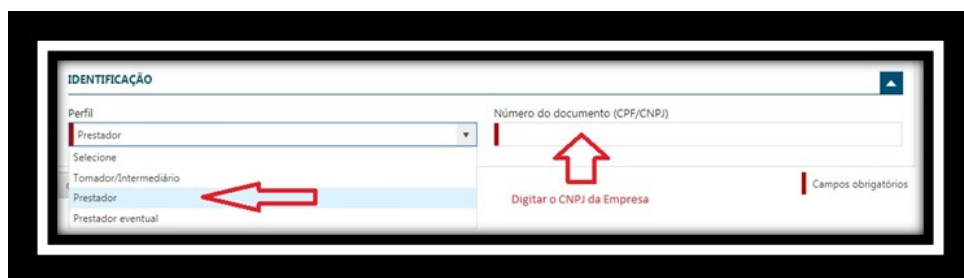 IDENTIFICAÇÃO
Perfil
Número do documento (CPF/CNPJ)
Prestador
Selecione
Tomador/Intermediário
Prestador
Prestador eventual
Digitar o CNPJ da Empresa
Campos obrigatórios